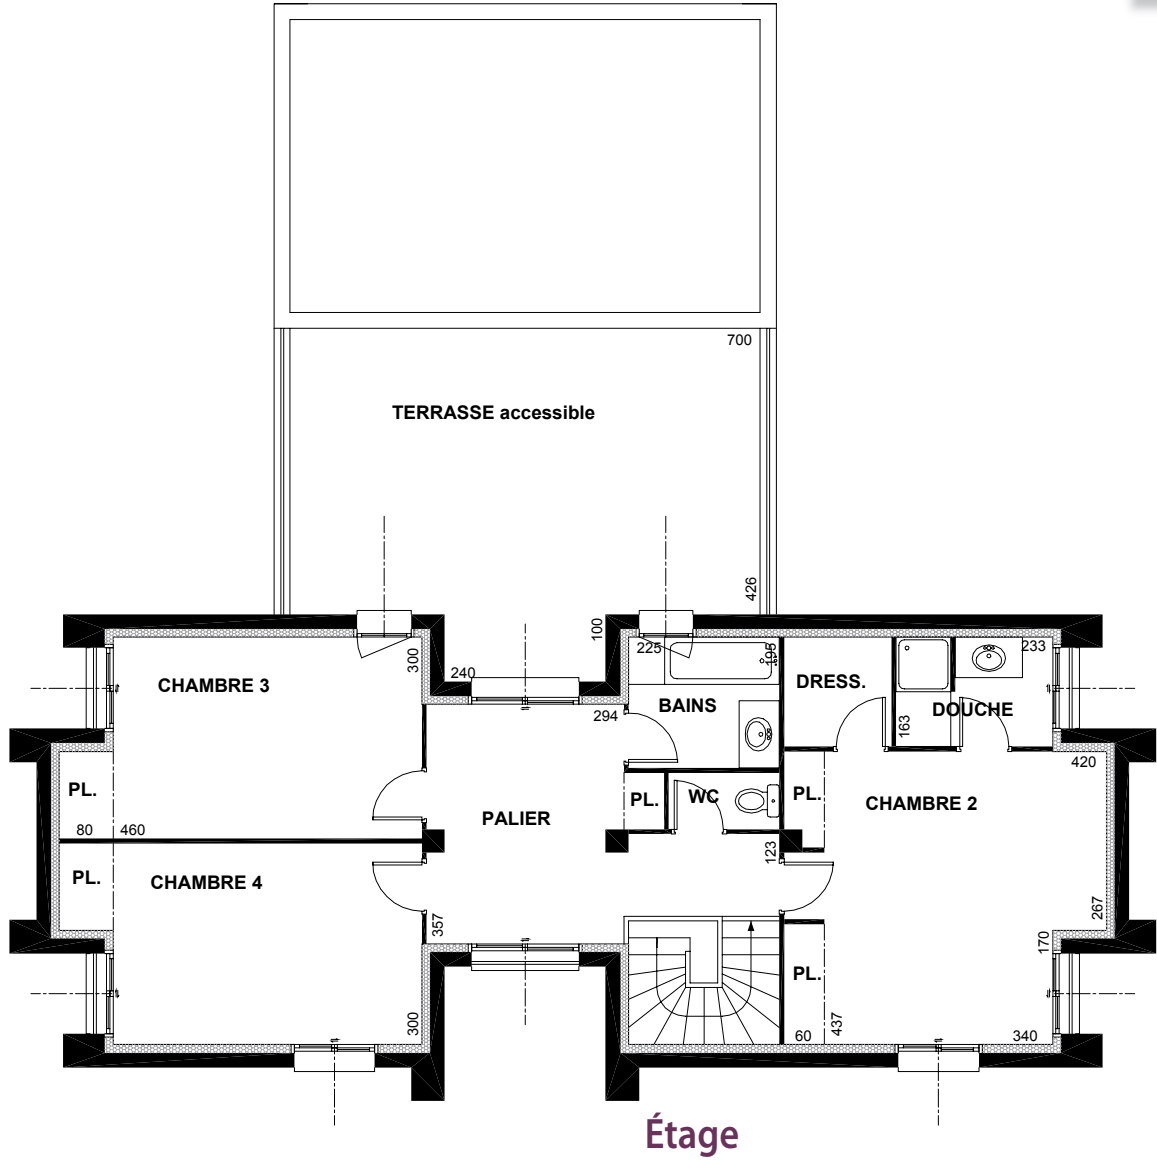 700
TERRASSE accessible
426
100
300
225
195
233
240
CHAMBRE 3
DRESS.
294
BAINS
163
DOUCHE
420
PL.
PL.
WC
PL.
CHAMBRE 2
PALIER
80
460
123
PL.
CHAMBRE 4
357
267
170
PL.
300
437
60
340
Étage